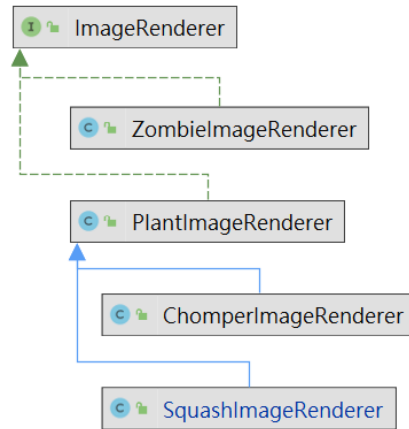 I ImageRenderer
C ZombieImageRenderer
C PlantImageRenderer
C ChomperImageRenderer
C SquashImageRenderer